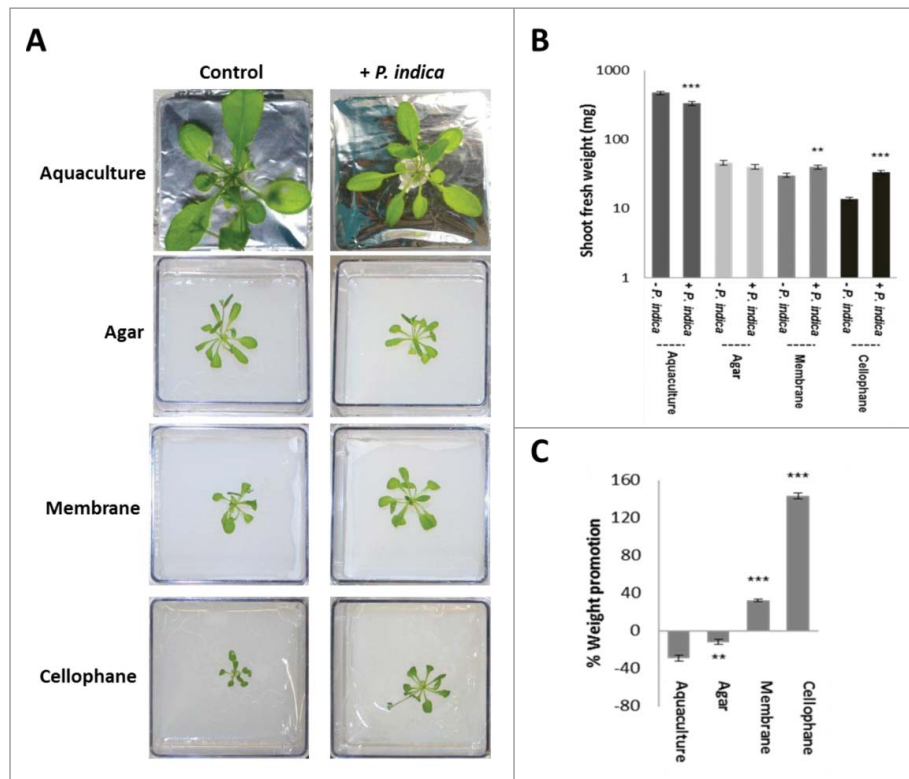 A
Control
+ P. indica
Aquaculture
Agar
Membrane
Cellophane
B
Shoot fresh weight (mg)
1000
100
10
1
***
**
***
- P. indica
+ P. indica
- P. indica
+ P. indica
- P. indica
+ P. indica
- P. indica
+ P. indica
Aquaculture
Agar
Membrane
Cellophane
C
% Weight promotion
160
120
80
40
0
-40
-80
**
***
***
Aquaculture
Agar
Membrane
Cellophane